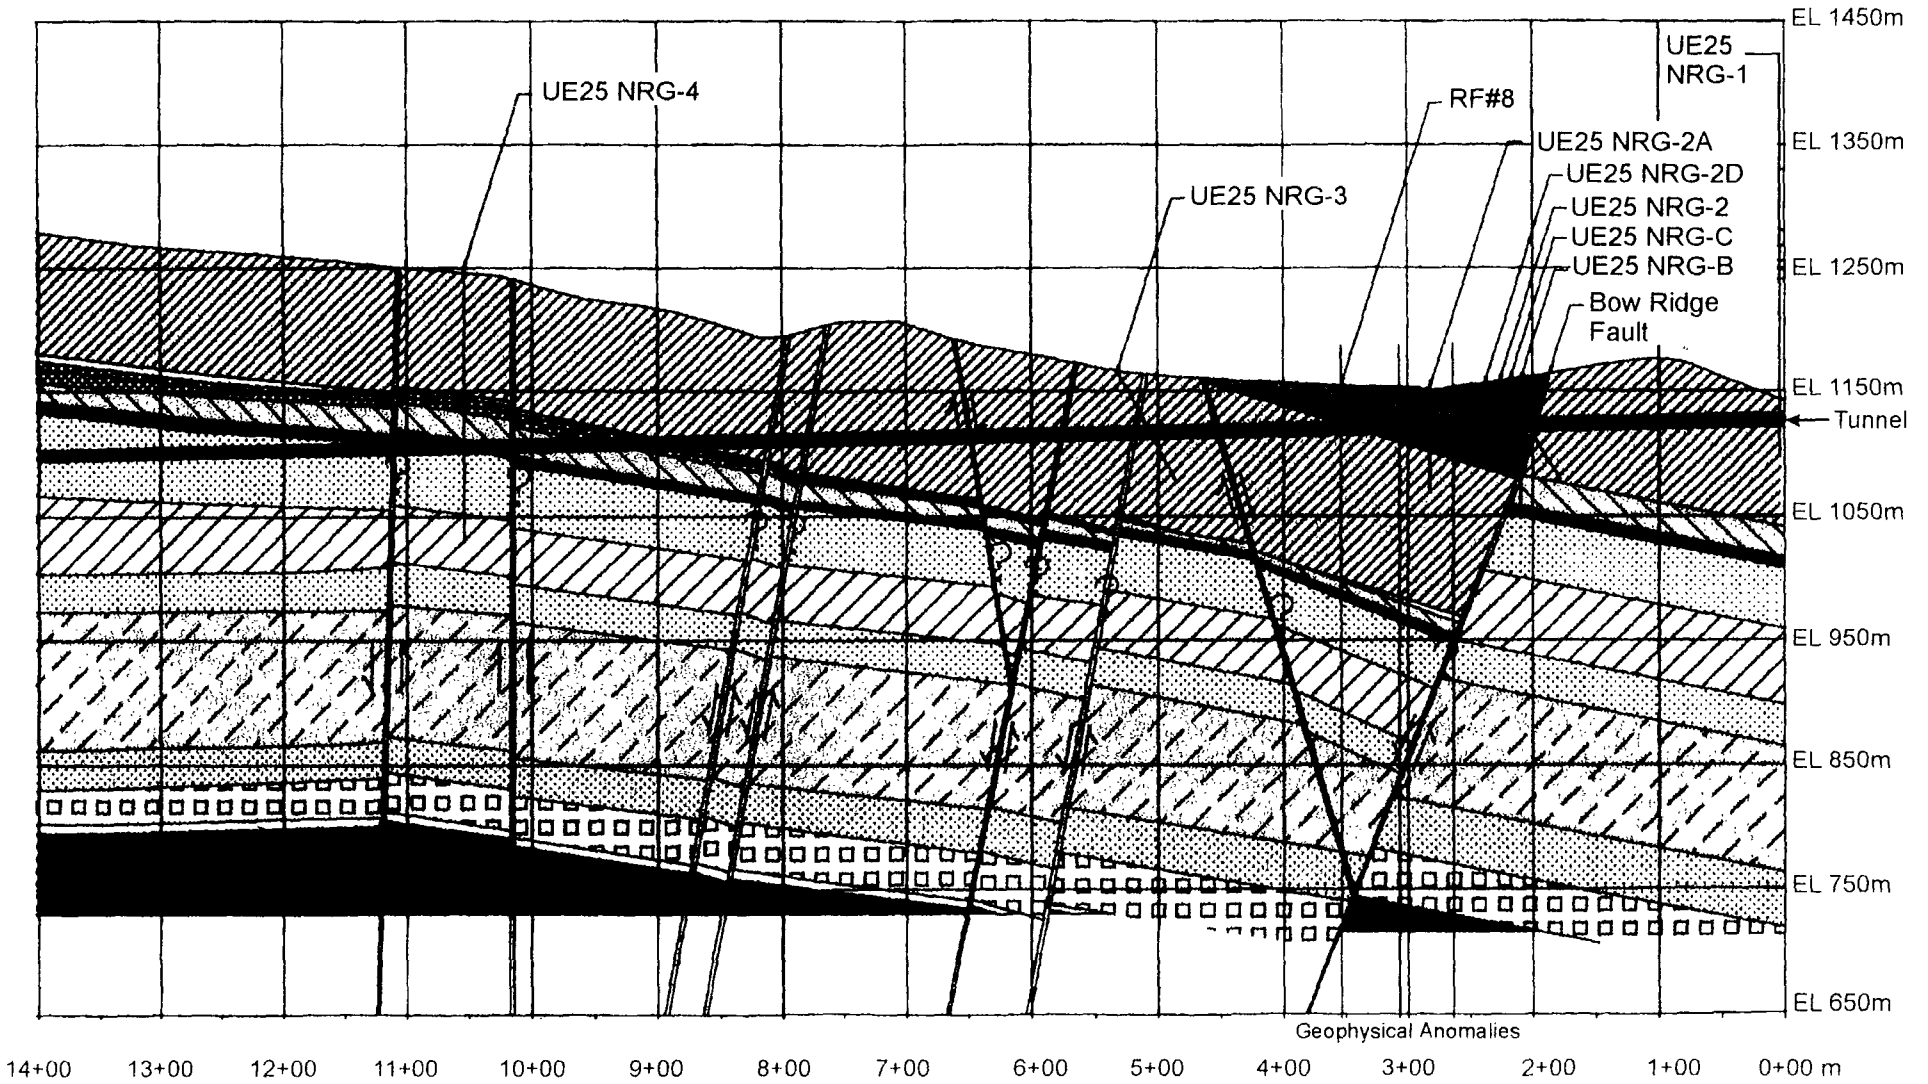 EL 1450m
UE25
NRG-1
UE25 NRG-4
RF#8
EL 1350m
UE25 NRG-2A
UE25 NRG-2D
UE25 NRG-3
UE25 NRG-2
UE25 NRG-C
UE25 NRG-B
EL 1250m
Bow Ridge
Fault
EL 1150m
Tunnel
EL 1050m
EL 950m
EL 850m
EL 750m
EL 650m
Geophysical Anomalies
14+00 13+00 12+00 11+00 10+00 9+00 8+00 7+00 6+00 5+00 4+00 3+00 2+00 1+00 0+00 m